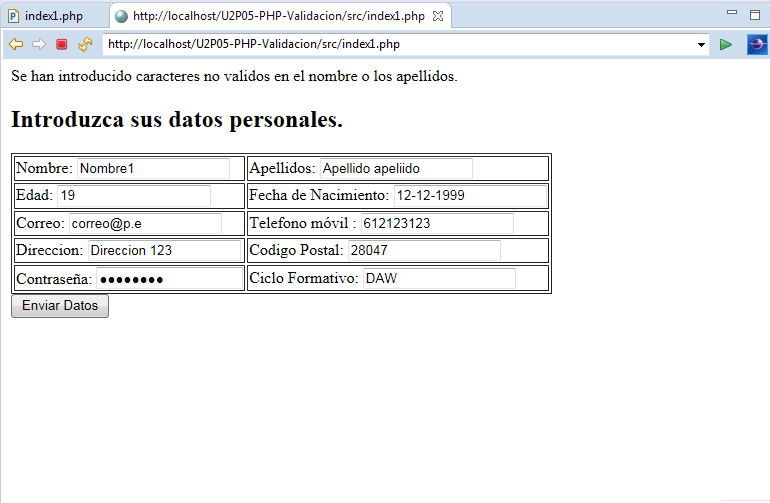 index1.php http://localhost/U2P05-PHP-Validacion/src/index1.php
http://localhost/U2P05-PHP-Validacion/src/index1.php
Se han introducido caracteres no validos en el nombre o los apellidos.
Introduzca sus datos personales.
Nombre: Nombre1 Apellidos: Apellido apeliido
Edad: 19 Fecha de Nacimiento: 12-12-1999
Correo: correo@p.e Telefono móvil : 612123123
Direccion: Direccion 123 Codigo Postal: 28047
Contraseña: ●●●●●●●● Ciclo Formativo: DAW
Enviar Datos